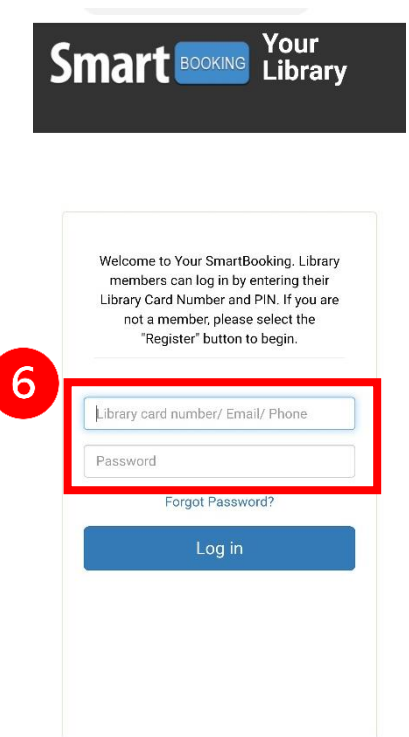 Smart BOOKING Your
Library
Welcome to Your SmartBooking. Library
members can log in by entering their
Library Card Number and PIN. If you are
not a member, please select the
"Register" button to begin.
6
Library card number/ Email/ Phone
Password
Forgot Password?
Log in